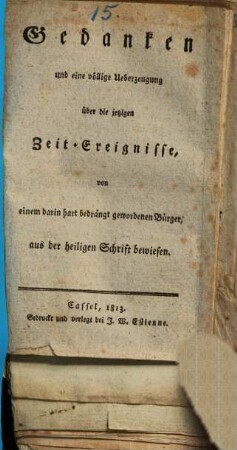 15.
Gedanken
und eine völlige Ueberzeugung
über die jetzigen
Zeit-Ereignisse,
von
einem darin hart bedrängt gewordenen Bürger,
aus der heiligen Schrift bewiesen.
Cassel, 1813.
Gedruckt und verlegt bei J. W. Estienne.